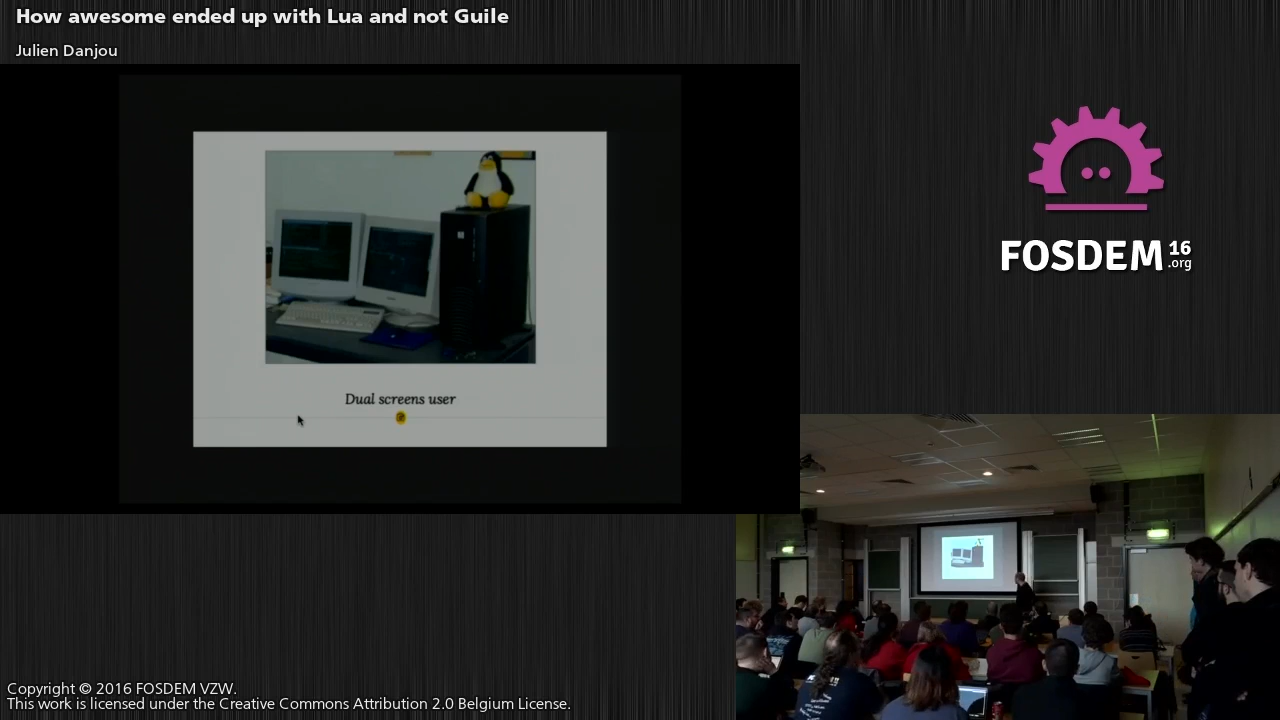 How awesome ended up with Lua and not Guile
Julien Danjou
Dual screens user
FOSDEM 16
.org
Copyright © 2016 FOSDEM VZW.
This work is licensed under the Creative Commons Attribution 2.0 Belgium License.